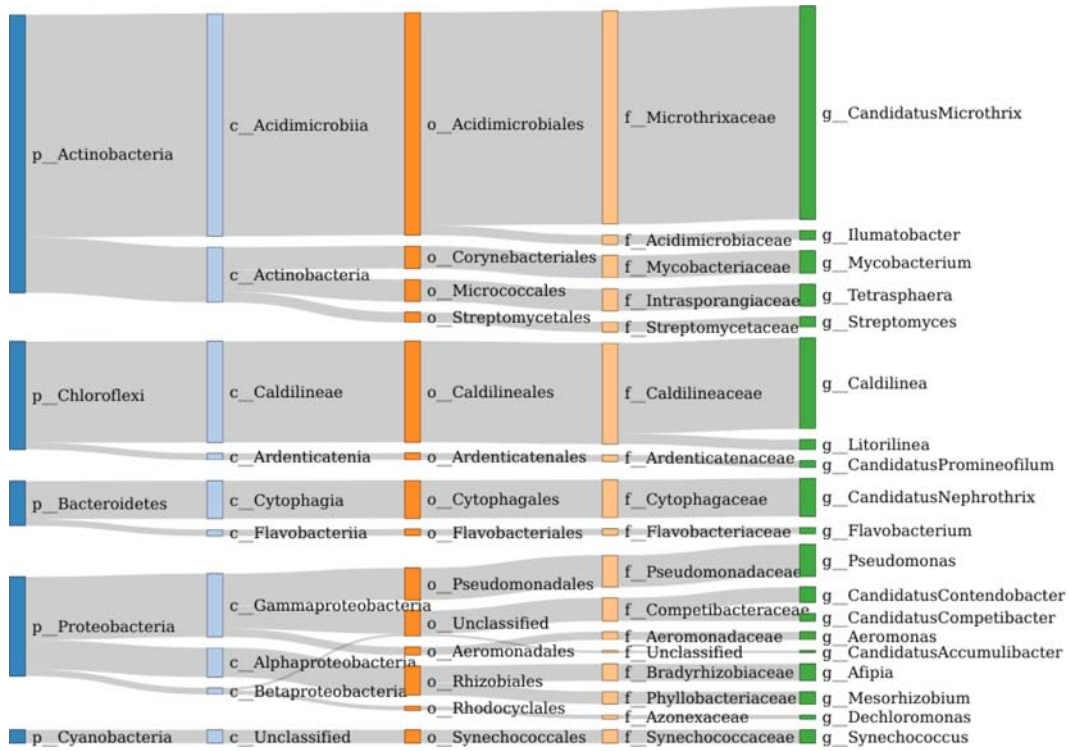 p__Actinobacteria
p__Chloroflexi
p__Bacteroidetes
p__Proteobacteria
p__Cyanobacteria
c__Acidimicrobiia
c__Actinobacteria
c__Caldilineae
c__Ardenticatenia
c__Cytophagia
c__Flavobacteriia
c__Gammaproteobacteria
c__Alphaproteobacteria
c__Betaproteobacteria
c__Unclassified
o__Acidimicrobiales
o__Corynebacteriales
o__Micrococcales
o__Streptomycetales
o__Caldilineales
o__Ardenticatenales
o__Cytophagales
o__Flavobacteriales
o__Pseudomonadales
o__Unclassified
o__Aeromonadales
o__Rhizobiales
o__Rhodocyclales
o__Synechococcales
f__Microthrixaceae
f__Acidimicrobiaceae
f__Mycobacteriaceae
f__Intrasporangiaceae
f__Streptomycetaceae
f__Caldilineaceae
f__Ardenticatenaceae
f__Cytophagaceae
f__Flavobacteriaceae
f__Pseudomonadaceae
f__Competibacteraceae
f__Aeromonadaceae
f__Unclassified
f__Bradyrhizobiaceae
f__Phyllobacteriaceae
f__Azonexaceae
f__Synechococcaceae
g__CandidatusMicrothrix
g__Ilumatobacter
g__Mycobacterium
g__Tetrasphaera
g__Streptomyces
g__Caldilinea
g__Litorilinea
g__CandidatusPromineofilum
g__CandidatusNephrothrix
g__Flavobacterium
g__Pseudomonas
g__CandidatusContendobacter
g__CandidatusCompetibacter
g__Aeromonas
g__CandidatusAccumulibacter
g__Afipia
g__Mesorhizobium
g__Dechloromonas
g__Synechococcus